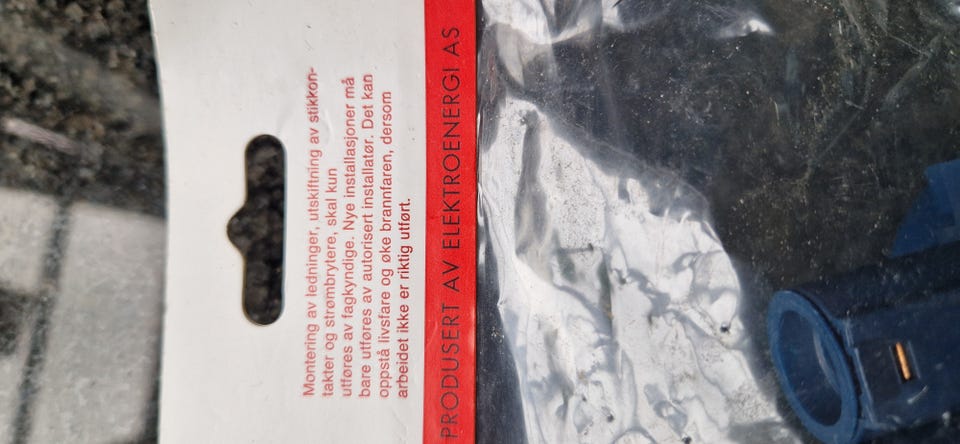 Montering av ledninger, utskiftning av stikkon-
takter og strømbrytere, skal kun
utføres av fagkyndige. Nye installasjoner må
bare utføres av autorisert installatør. Det kan
oppstå livsfare og øke brannfaren, dersom
arbeidet ikke er riktig utført.
PRODUSERT AV ELEKTROENERGI AS